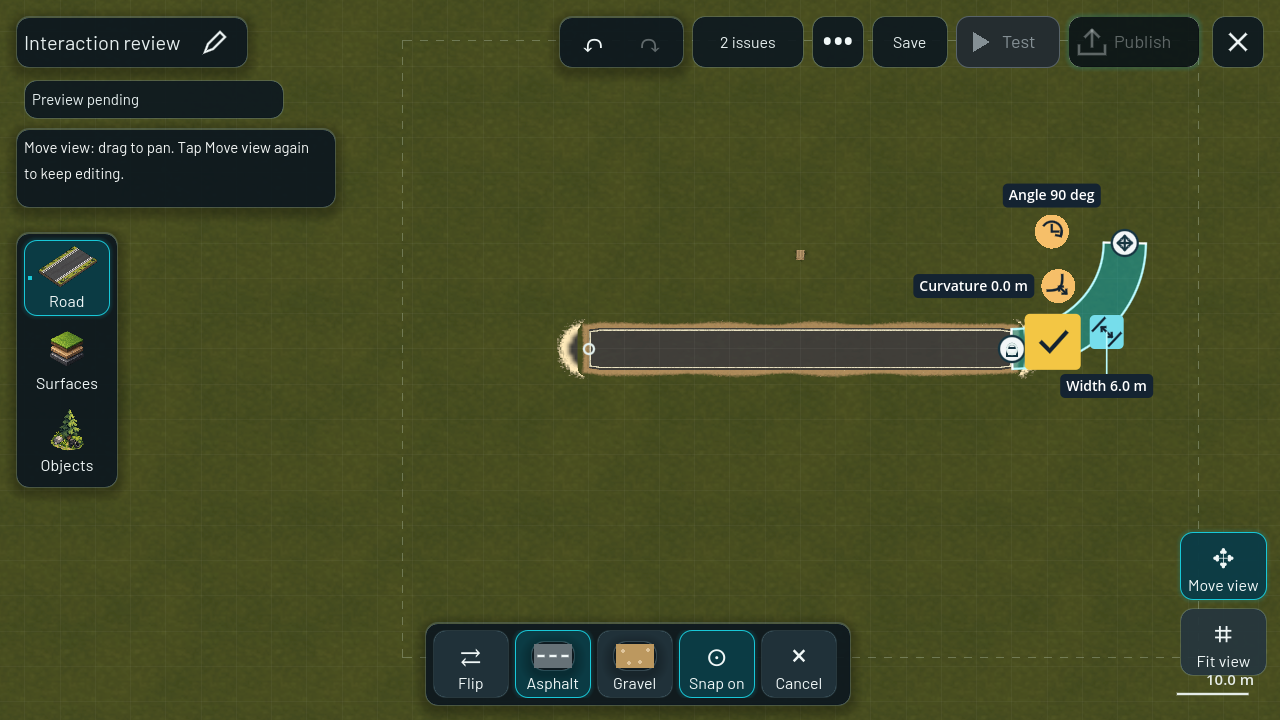 Interaction review
2 issues
Save
Test
Publish
Preview pending
Move view: drag to pan. Tap Move view again
to keep editing.
Angle 90 deg
Curvature 0.0 m
Width 6.0 m
Road
Surfaces
Objects
Move view
Fit view
10.0 m
Flip
Asphalt
Gravel
Snap on
Cancel